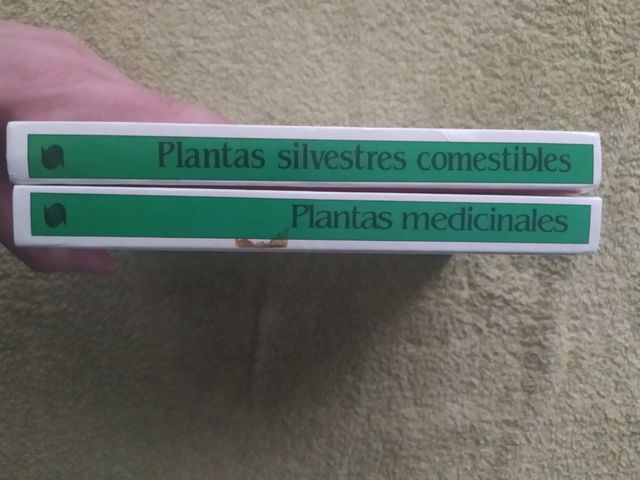 Plantas silvestres comestibles
Plantas medicinales